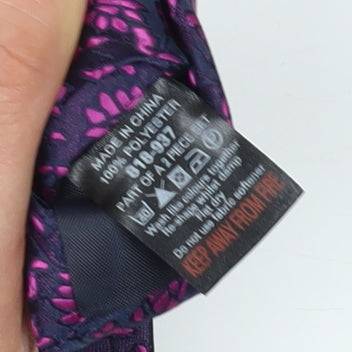 MADE IN CHINA
100% POLYESTER
818-937
PART OF A 2 PIECE SET
Wash like colours together
Re-shape whilst damp
Do not use fabric softener
KEEP AWAY FROM FIRE